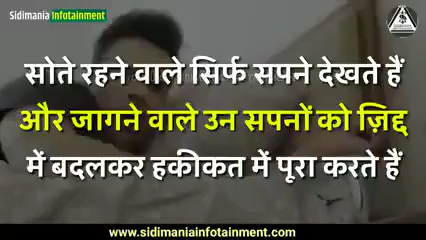 Sidimania Infotainment
सोते रहने वाले सिर्फ सपने देखते हैं
और जागने वाले उन सपनों को ज़िद्द
में बदलकर हकीकत में पूरा करते हैं
www.sidimaniainfotainment.com